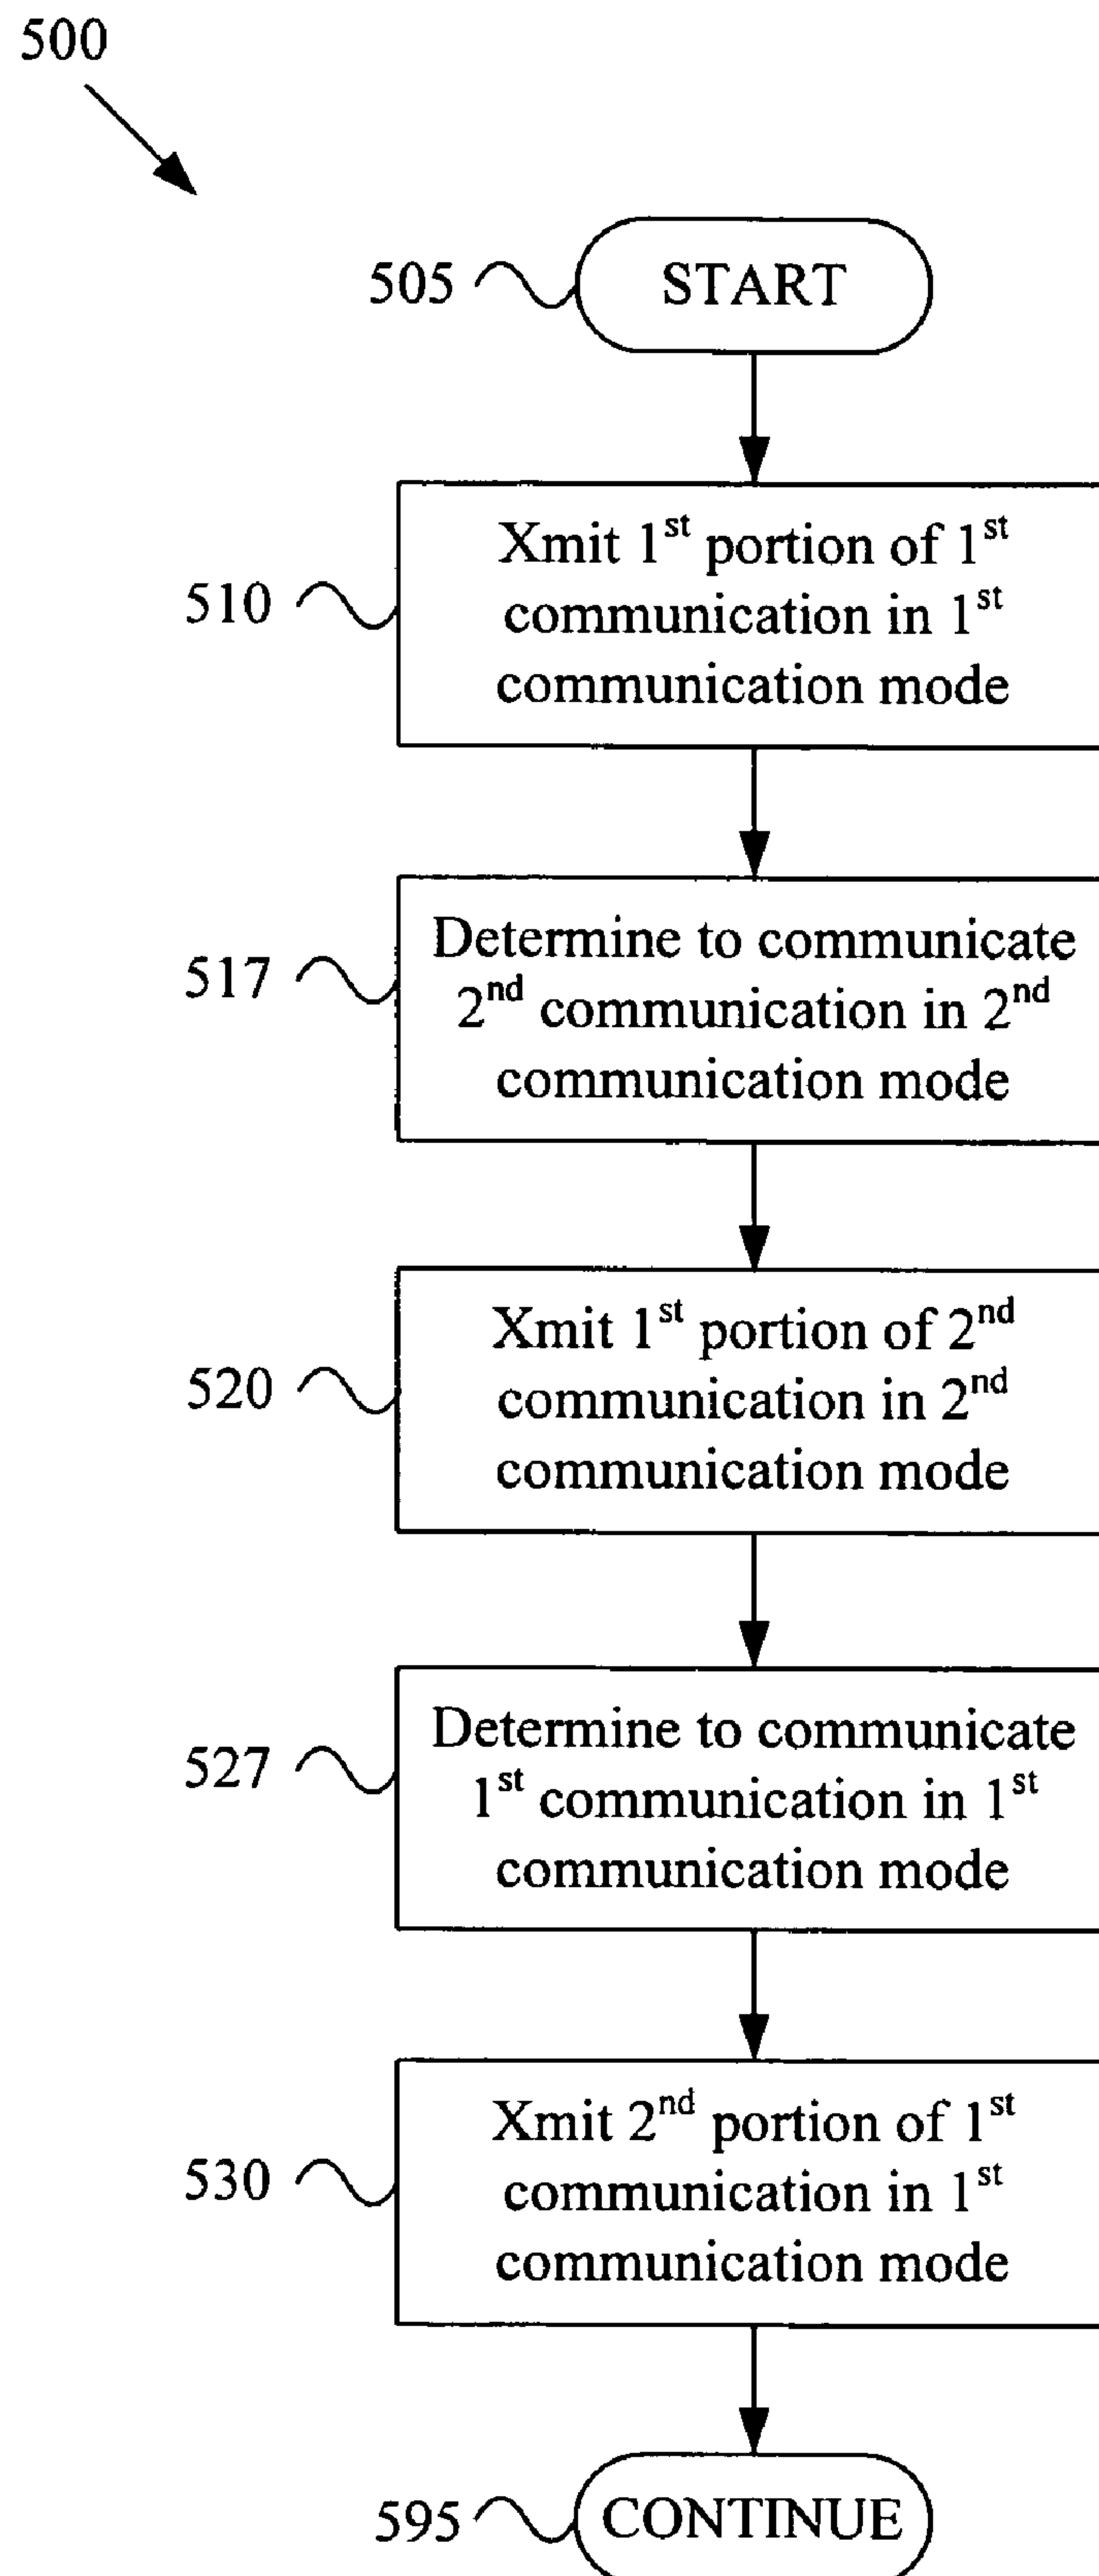 500
505
START
510
Xmit 1st portion of 1st
communication in 1st
communication mode
517
Determine to communicate
2nd communication in 2nd
communication mode
520
Xmit 1st portion of 2nd
communication in 2nd
communication mode
527
Determine to communicate
1st communication in 1st
communication mode
530
Xmit 2nd portion of 1st
communication in 1st
communication mode
595
CONTINUE